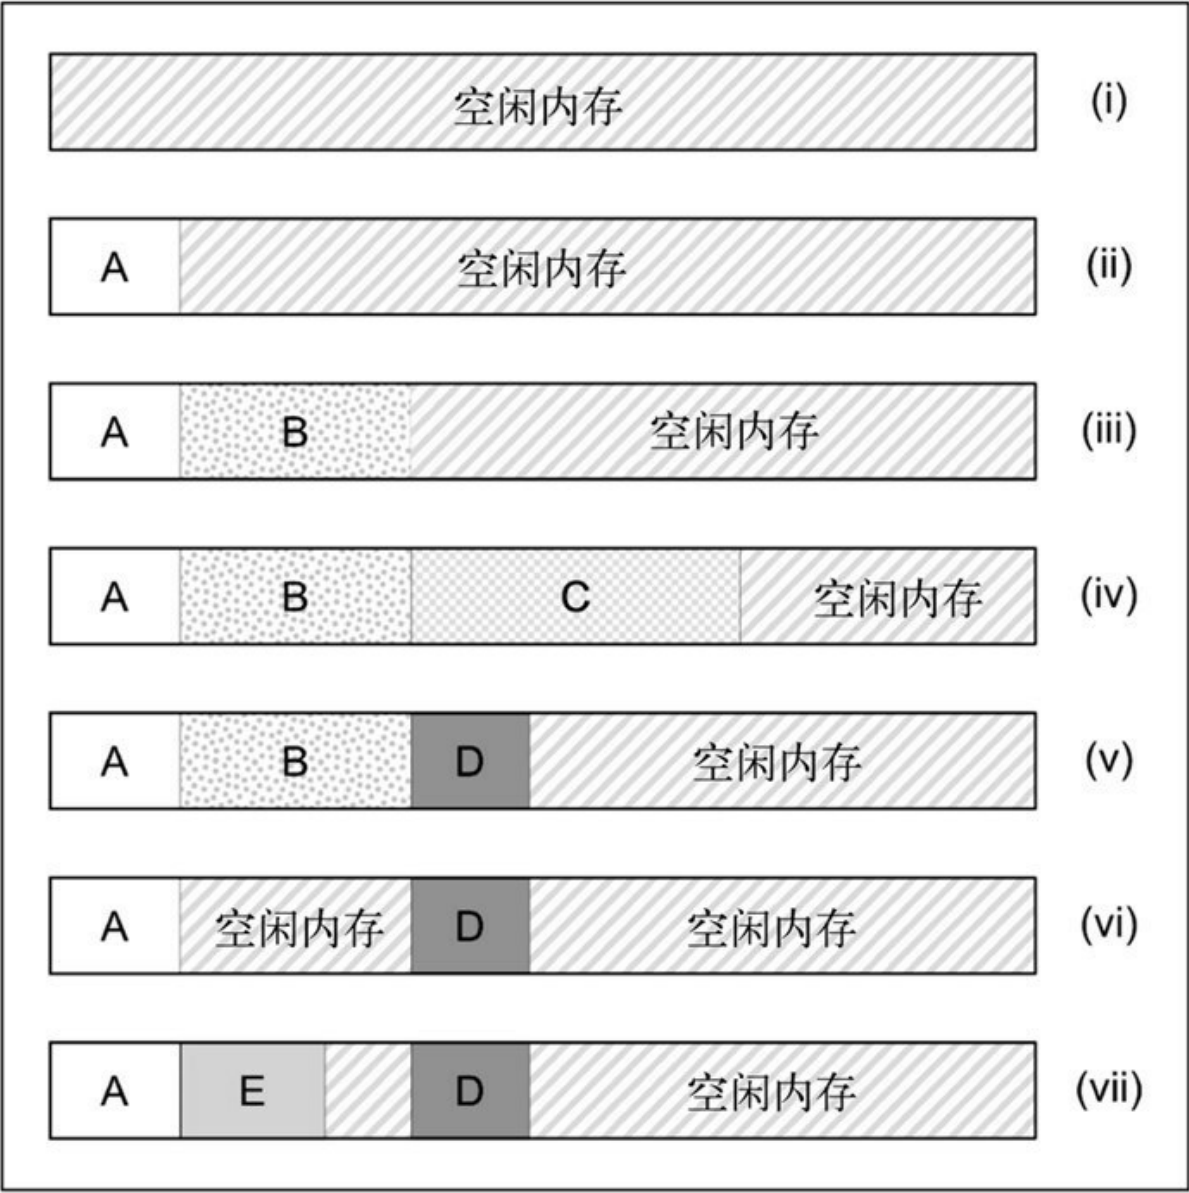 空闲内存 (i)
A 空闲内存 (ii)
A B 空闲内存 (iii)
A B C 空闲内存 (iv)
A B D 空闲内存 (v)
A 空闲内存 D 空闲内存 (vi)
A E D 空闲内存 (vii)